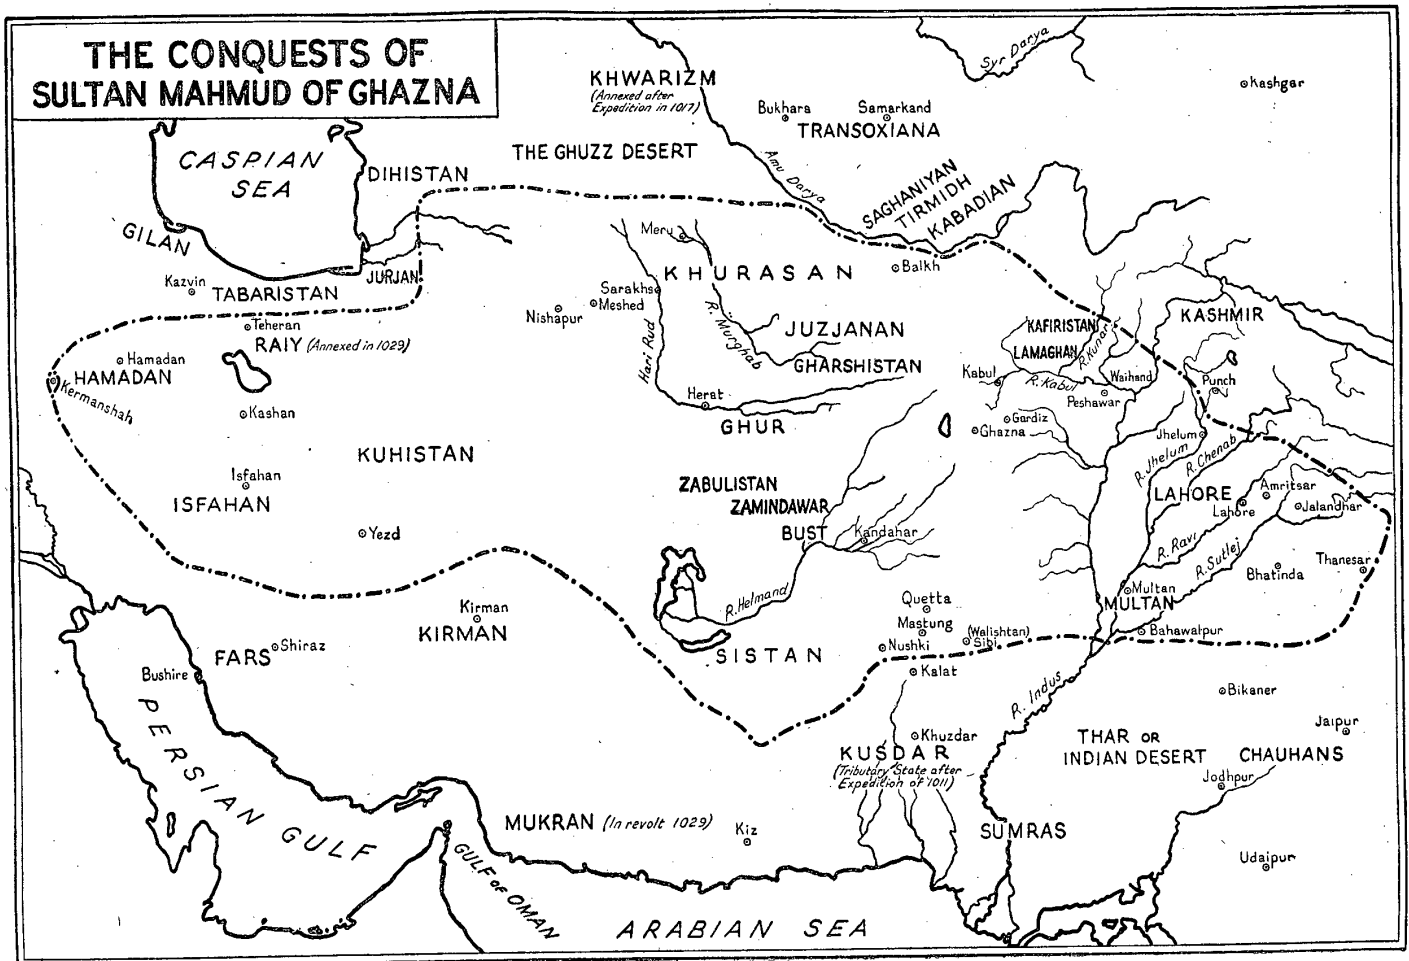 THE CONQUESTS OF
SULTAN MAHMUD OF GHAZNA
KHWARIZM
(Annexed after
Expedition in 1017)
Syr Darya
Kashgar
Bukhara
Samarkand
TRANSOXIANA
CASPIAN
SEA
DIHISTAN
THE GHUZZ DESERT
Amu Darya
SAGHANIYAN
TIRMIDH
KABADIAN
GILAN
Meru
JURJAN
KHURASAN
Balkh
Kazvin
TABARISTAN
Sarakhs
Meshed
Nishapur
Hari Rud
R. Murghab
JUZJANAN
GHARSHISTAN
KAFIRISTAN
LAMAGHAN
R. Kunar
KASHMIR
Teheran
RAIY (Annexed in 1029)
Hamadan
HAMADAN
Kermanshah
Kashan
Herat
GHUR
Kabul
R. Kabul
Waihand
Peshawar
Punch
Gardiz
Ghazna
Jhelum
R. Jhelum
R. Chenab
KUHISTAN
Isfahan
ISFAHAN
ZABULISTAN
ZAMINDAWAR
BUST
Kandahar
LAHORE
Lahore
Amritsar
Jalandhar
Yezd
R. Ravi
R. Sutlej
Bhatinda
Thanesar
R. Helmand
Multan
MULTAN
Kirman
KIRMAN
Quetta
Mastung
(Walishtan)
Sibi
Nushki
Bahawalpur
FARS
Shiraz
SISTAN
Kalat
Bushire
R. Indus
Bikaner
PERSIAN GULF
Khuzdar
KUSDAR
(Tributary State after
Expedition of 1011)
THAR OR
INDIAN DESERT
Jaipur
CHAUHANS
Jodhpur
MUKRAN (In revolt 1029)
Kiz
SUMRAS
Udaipur
GULF OF OMAN
ARABIAN SEA